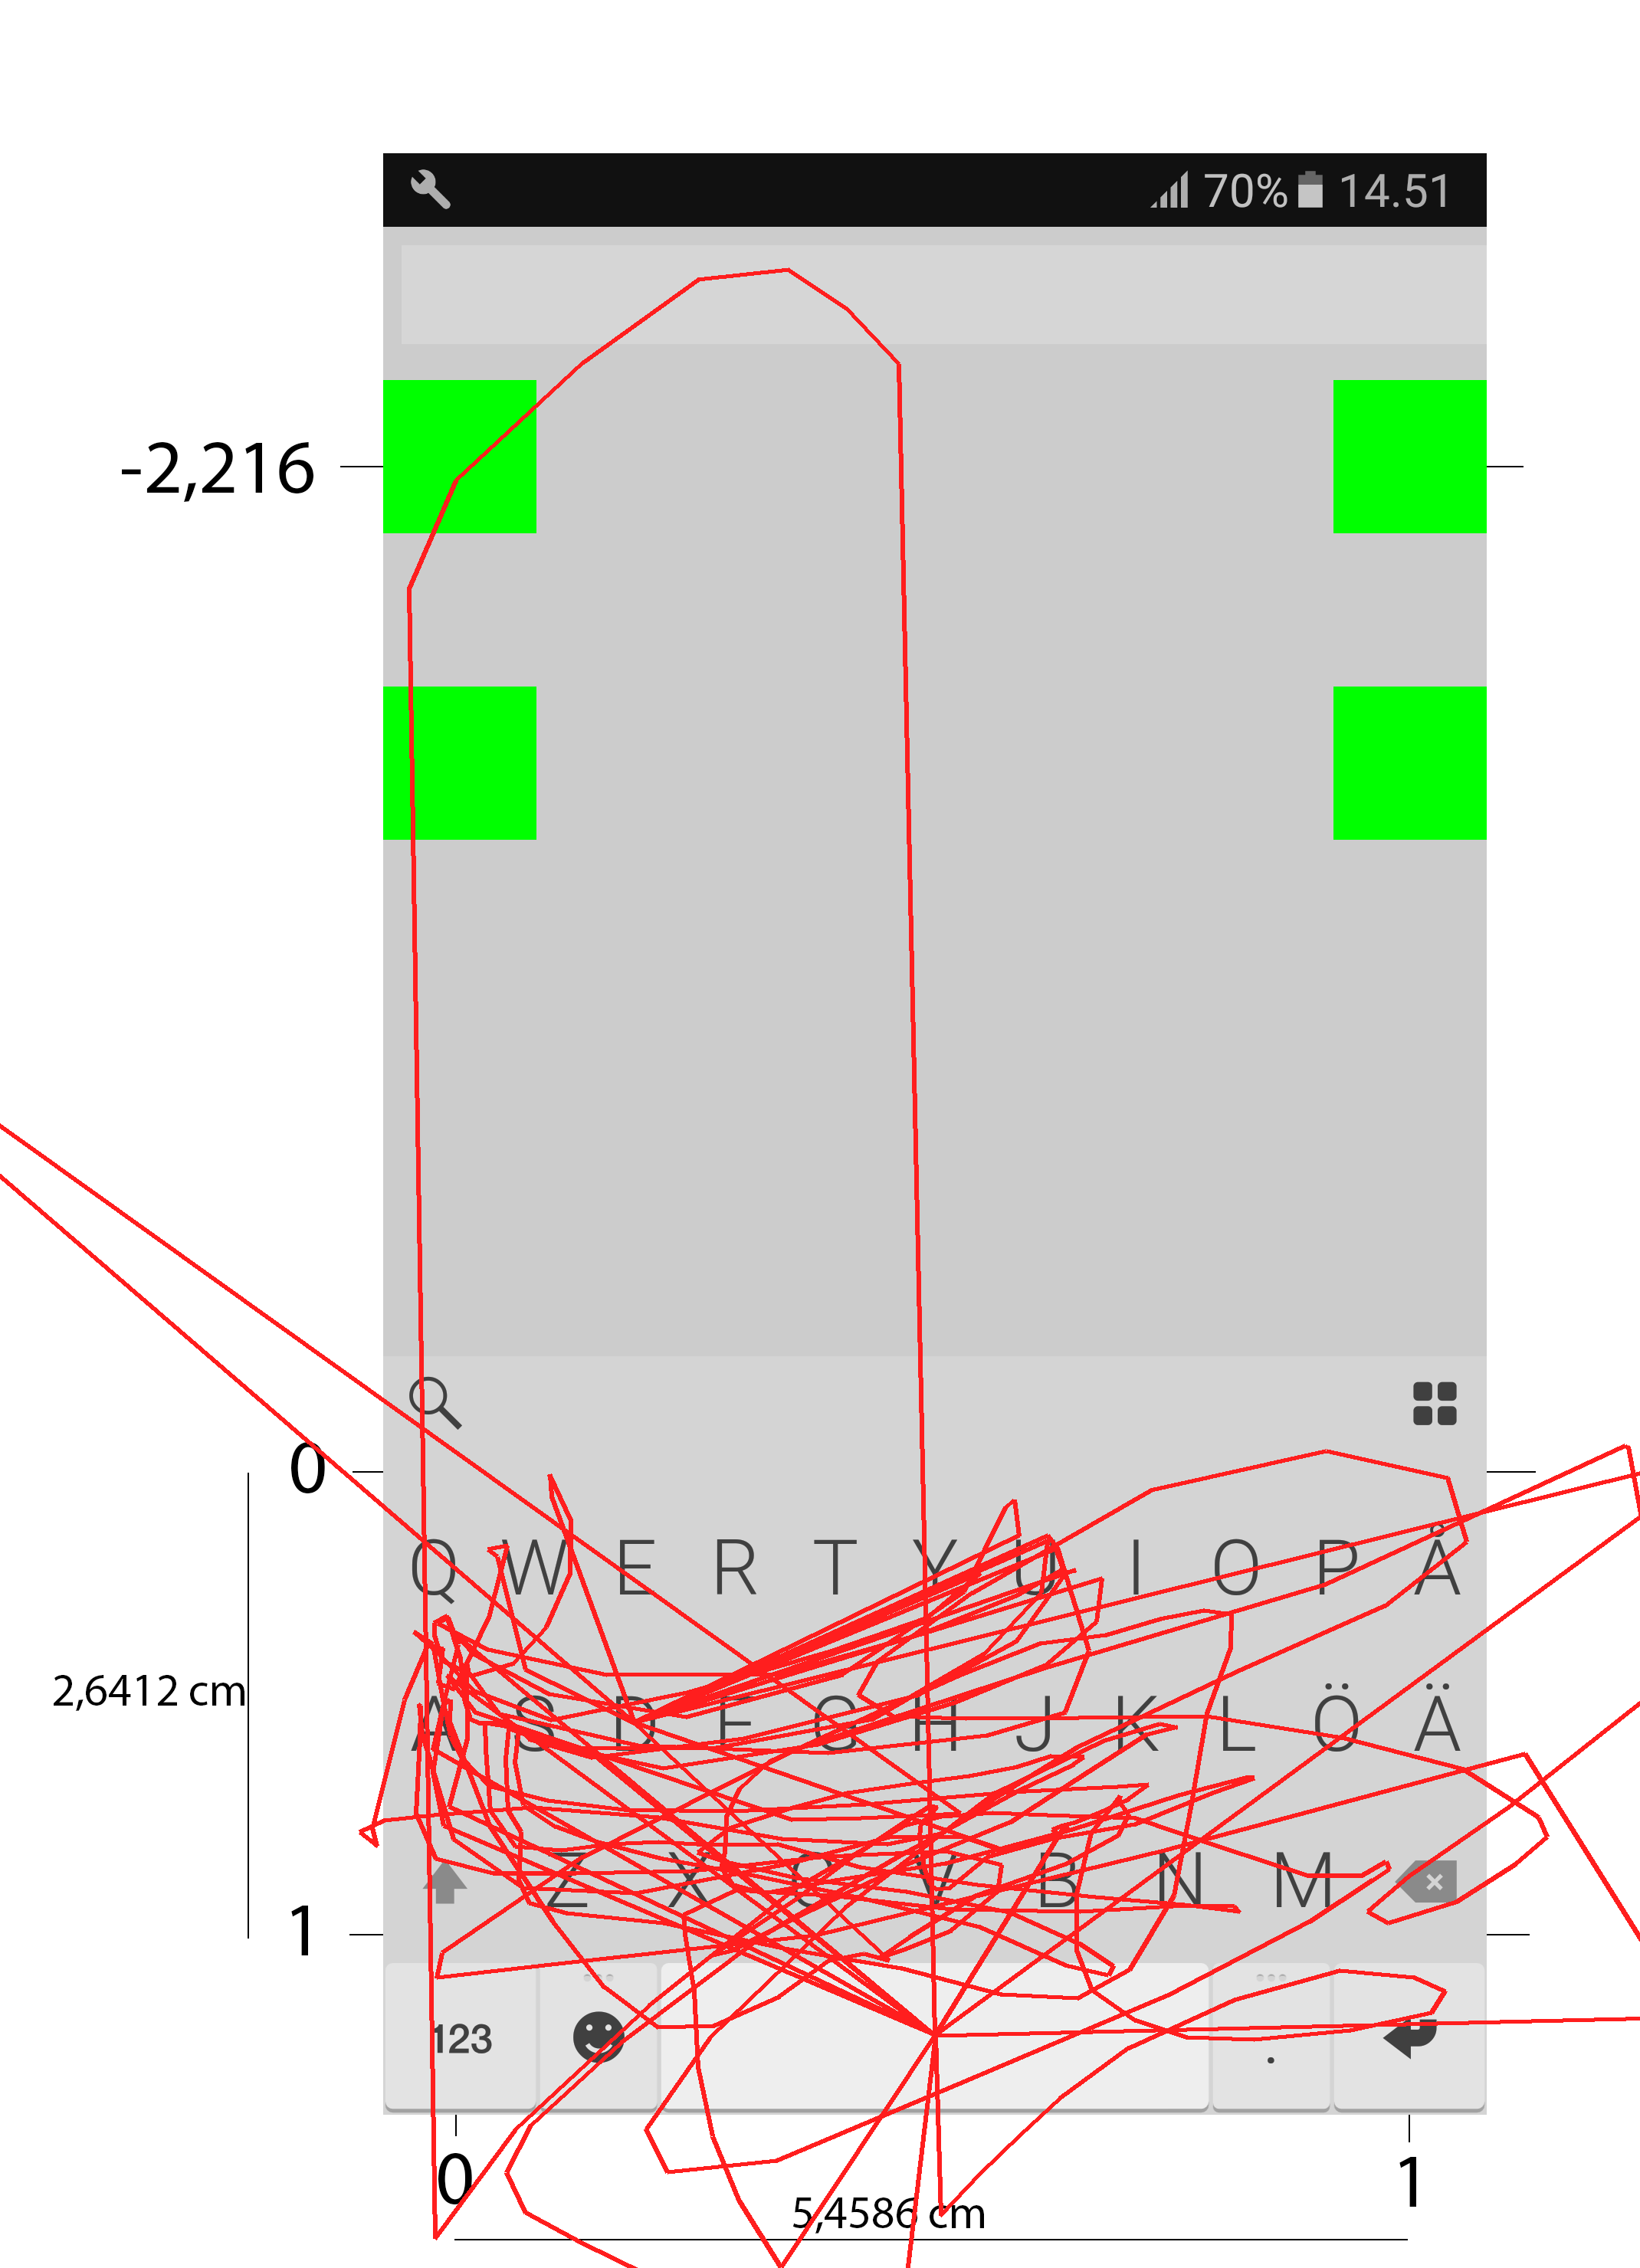 70% 14.51
-2,216
0
Q W E R T Y U I O P Å
2,6412 cm
A S D F G H J K L Ö Ä
Z X C V B N M
1
123 .
0 1
5,4586 cm